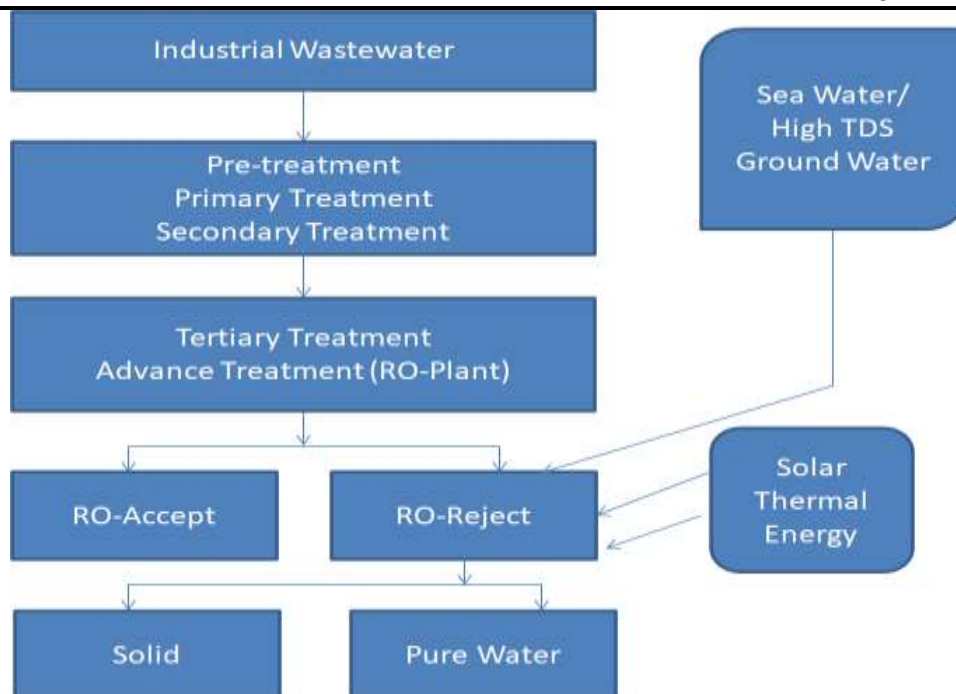 Industrial Wastewater
Sea Water/
High TDS
Ground Water
Pre-treatment
Primary Treatment
Secondary Treatment
Tertiary Treatment
Advance Treatment (RO-Plant)
RO-Accept
RO-Reject
Solar
Thermal
Energy
Solid
Pure Water